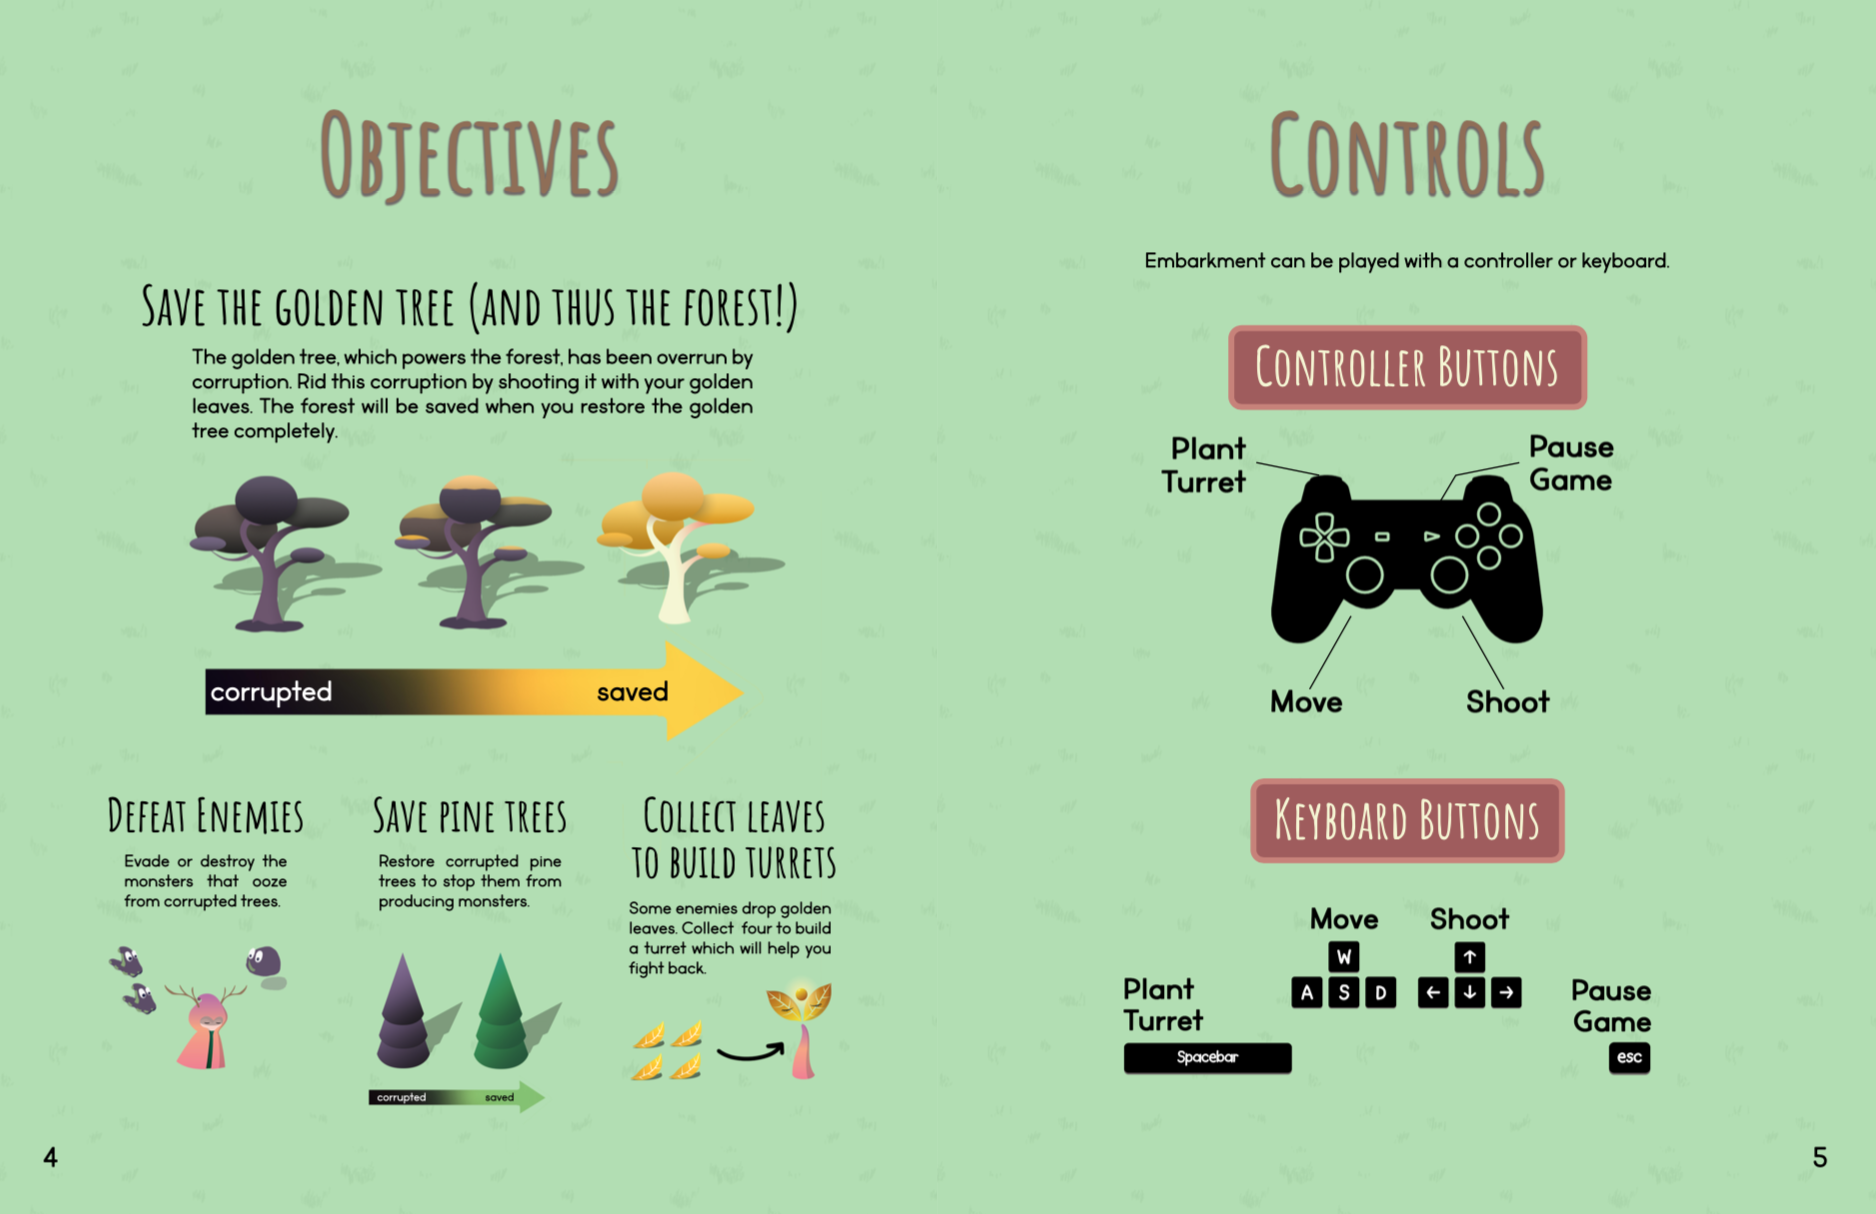 OBJECTIVES
SAVE THE GOLDEN TREE (AND THUS THE FOREST!)
The golden tree, which powers the forest, has been overrun by
corruption. Rid this corruption by shooting it with your golden
leaves. The forest will be saved when you restore the golden
tree completely.
corrupted
saved
DEFEAT ENEMIES
Evade or destroy the
monsters that ooze
from corrupted trees.
SAVE PINE TREES
Restore corrupted pine
trees to stop them from
producing monsters.
corrupted
saved
COLLECT LEAVES
TO BUILD TURRETS
Some enemies drop golden
leaves. Collect four to build
a turret which will help you
fight back.
4
CONTROLS
Embarkment can be played with a controller or keyboard.
CONTROLLER BUTTONS
Plant
Turret
Pause
Game
Move
Shoot
KEYBOARD BUTTONS
Move
W
A S D
Shoot
↑
← ↓ →
Plant
Turret
Spacebar
Pause
Game
esc
5